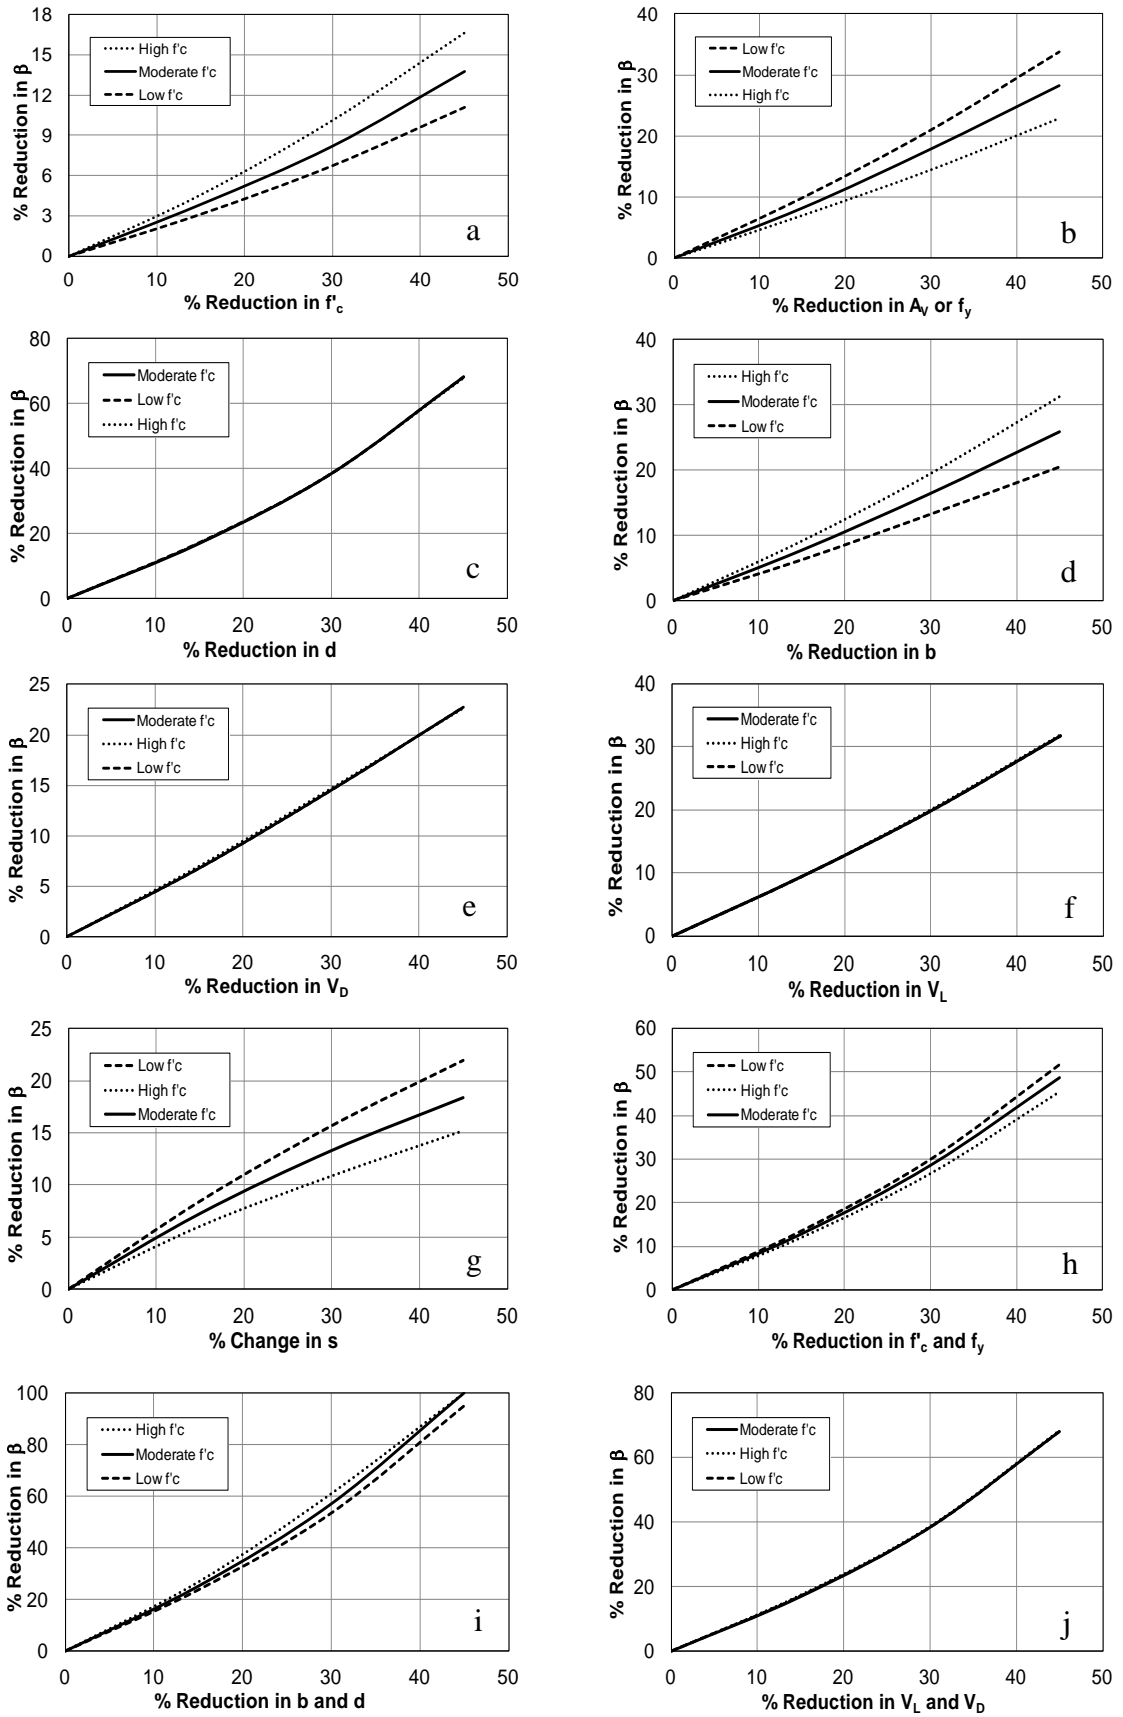 % Reduction in β
18
15
12
9
6
3
0
High f'c
Moderate f'c
Low f'c
a
0 10 20 30 40 50
% Reduction in f'c
% Reduction in β
40
30
20
10
0
Low f'c
Moderate f'c
High f'c
b
0 10 20 30 40 50
% Reduction in AV or fy
% Reduction in β
80
60
40
20
0
Moderate f'c
Low f'c
High f'c
c
0 10 20 30 40 50
% Reduction in d
% Reduction in β
40
30
20
10
0
High f'c
Moderate f'c
Low f'c
d
0 10 20 30 40 50
% Reduction in b
% Reduction in β
25
20
15
10
5
0
Moderate f'c
High f'c
Low f'c
e
0 10 20 30 40 50
% Reduction in VD
% Reduction in β
40
30
20
10
0
Moderate f'c
High f'c
Low f'c
f
0 10 20 30 40 50
% Reduction in VL
% Reduction in β
25
20
15
10
5
0
Low f'c
High f'c
Moderate f'c
g
0 10 20 30 40 50
% Change in s
% Reduction in β
60
50
40
30
20
10
0
Low f'c
High f'c
Moderate f'c
h
0 10 20 30 40 50
% Reduction in f'c and fy
% Reduction in β
100
80
60
40
20
0
High f'c
Moderate f'c
Low f'c
i
0 10 20 30 40 50
% Reduction in b and d
% Reduction in β
80
60
40
20
0
Moderate f'c
High f'c
Low f'c
j
0 10 20 30 40 50
% Reduction in VL and VD